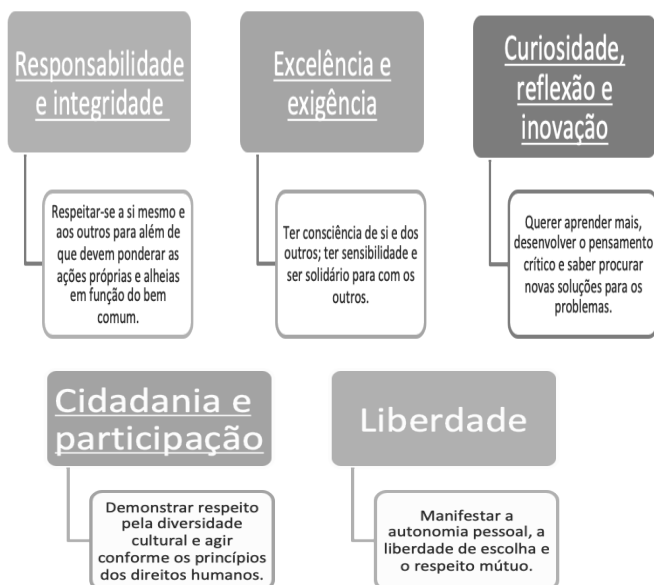 Responsabilidade
e integridade
Respeitar-se a si mesmo e
aos outros para além de
que devem ponderar as
ações próprias e alheias
em função do bem
comum.
Excelência e
exigência
Ter consciência de si e dos
outros; ter sensibilidade e
ser solidário para com os
outros.
Curiosidade,
reflexão e
inovação
Querer aprender mais,
desenvolver o pensamento
crítico e saber procurar
novas soluções para os
problemas.
Cidadania e
participação
Demonstrar respeito
pela diversidade
cultural e agir
conforme os princípios
dos direitos humanos.
Liberdade
Manifestar a
autonomia pessoal, a
liberdade de escolha e
o respeito mútuo.